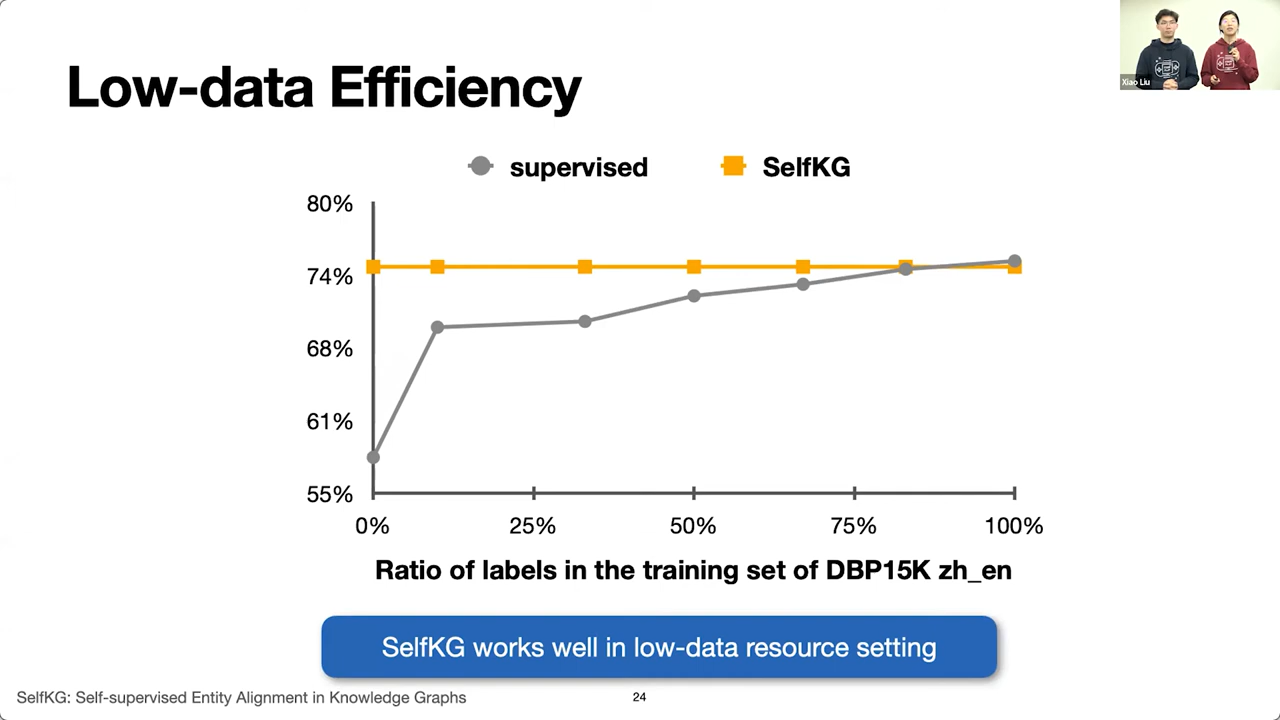 Low-data Efficiency
Xiao Liu
supervised
SelfKG
80%
74%
68%
61%
55%
0%
25%
50%
75%
100%
Ratio of labels in the training set of DBP15K zh_en
SelfKG works well in low-data resource setting
SelfKG: Self-supervised Entity Alignment in Knowledge Graphs
24